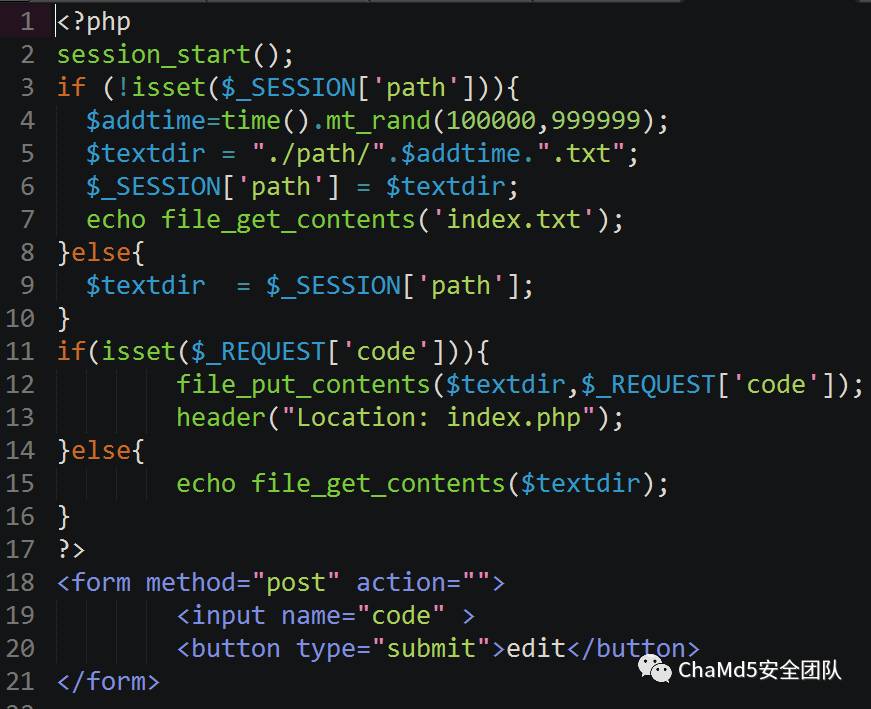 1 <?php
2 session_start();
3 if (!isset($_SESSION['path'])){
4 $addtime=time().mt_rand(100000,999999);
5 $textdir = "./path/".$addtime.".txt";
6 $_SESSION['path'] = $textdir;
7 echo file_get_contents('index.txt');
8 }else{
9 $textdir  = $_SESSION['path'];
10 }
11 if(isset($_REQUEST['code'])){
12 file_put_contents($textdir,$_REQUEST['code']);
13 header("Location: index.php");
14 }else{
15 echo file_get_contents($textdir);
16 }
17 ?>
18 <form method="post" action="">
19 <input name="code" >
20 <button type="submit">edit</button>
21 </form>
ChaMd5安全团队